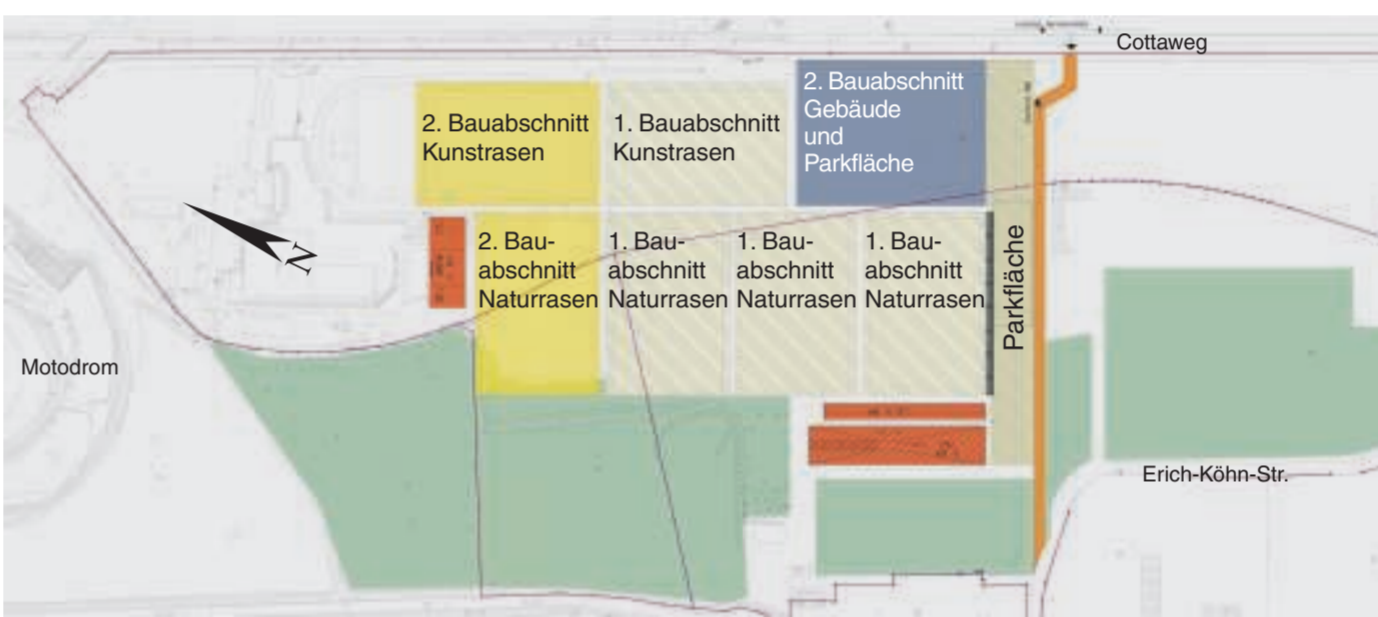 Cottaweg
2. Bauabschnitt
Kunstrasen
1. Bauabschnitt
Kunstrasen
2. Bauabschnitt
Gebäude
und
Parkfläche
N
2. Bau-
abschnitt
Naturrasen
1. Bau-
abschnitt
Naturrasen
1. Bau-
abschnitt
Naturrasen
1. Bau-
abschnitt
Naturrasen
Parkfläche
Motodrom
Erich-Köhn-Str.